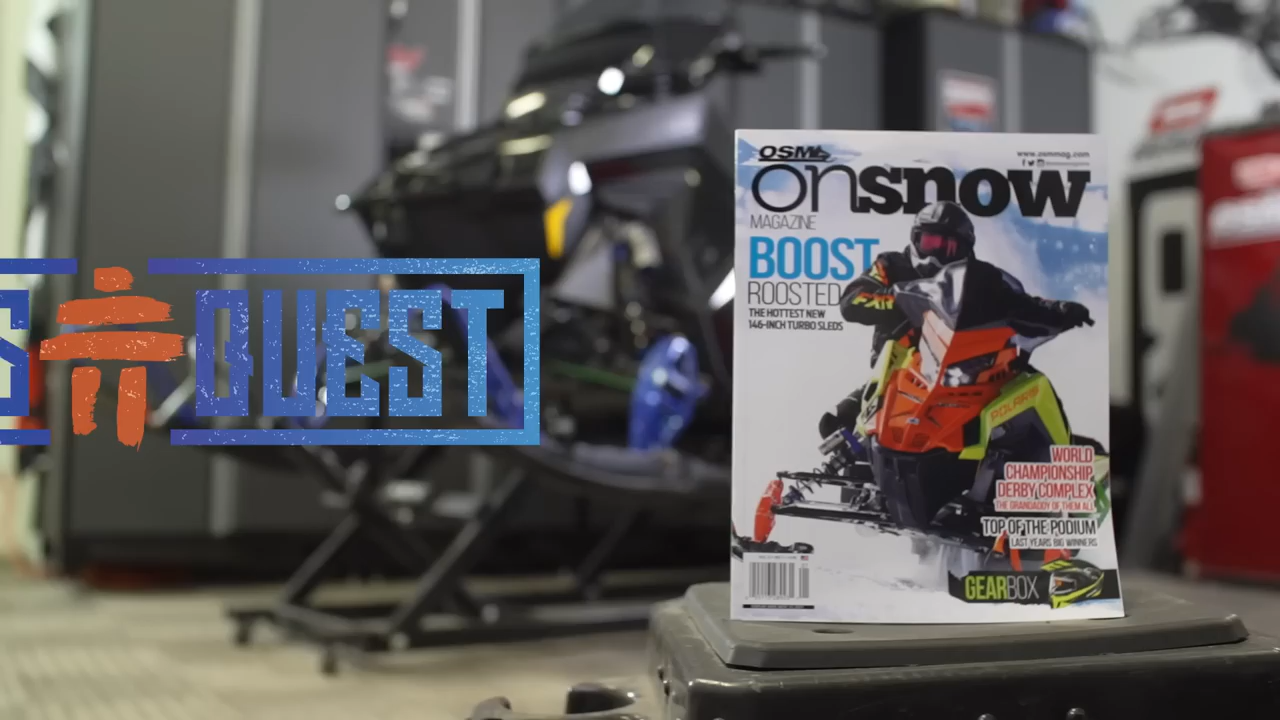 S QUEST
OSM
www.osmmag.com
onsnow
MAGAZINE
BOOST
ROOSTED
THE HOTTEST NEW
146-INCH TURBO SLEDS
FXR
POLARIS
WORLD
CHAMPIONSHIP
DERBY COMPLEX
THE GRANDADDY OF THEM ALL
TOP OF THE PODIUM
LAST YEARS BIG WINNERS
GEARBOX